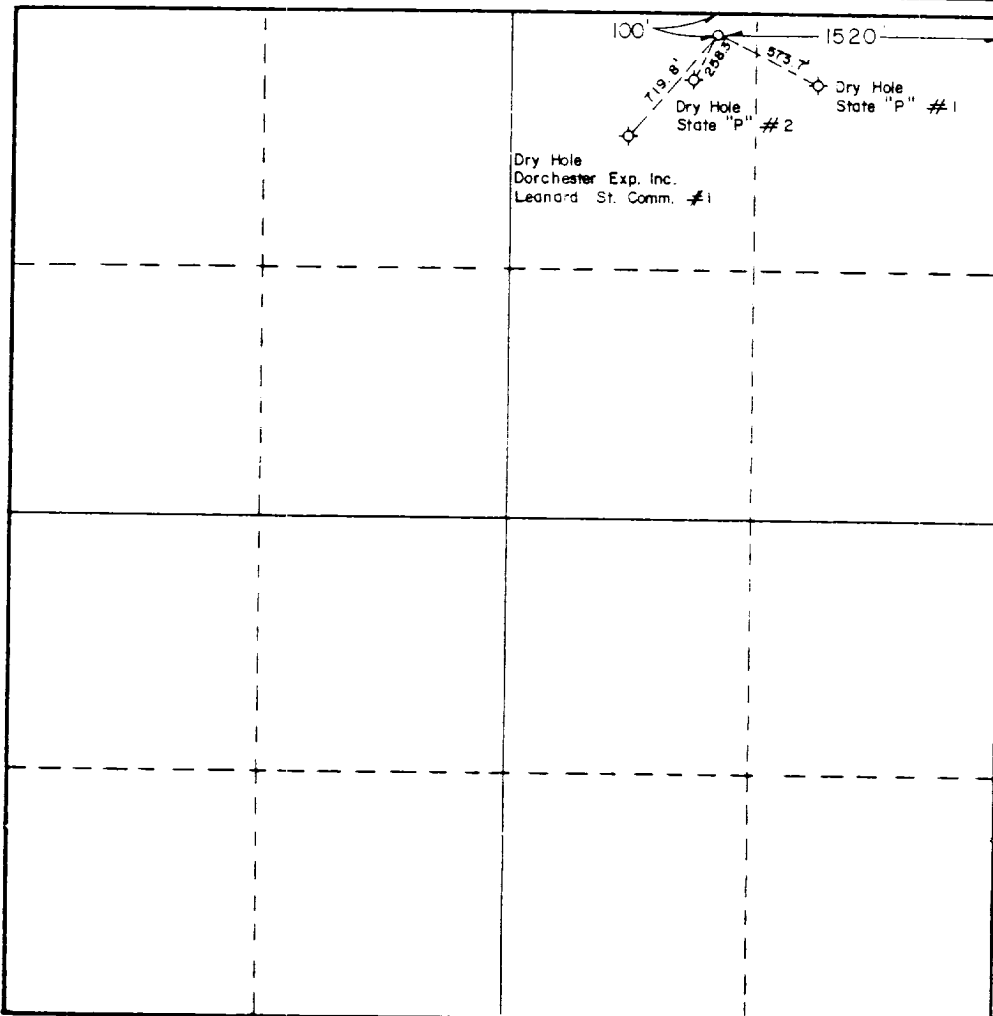 100'
1520'
719.8'
258.3'
573.7'
Dry Hole
State "P" #1
Dry Hole
State "P" #2
Dry Hole
Dorchester Exp. Inc.
Leanard St. Comm. #1